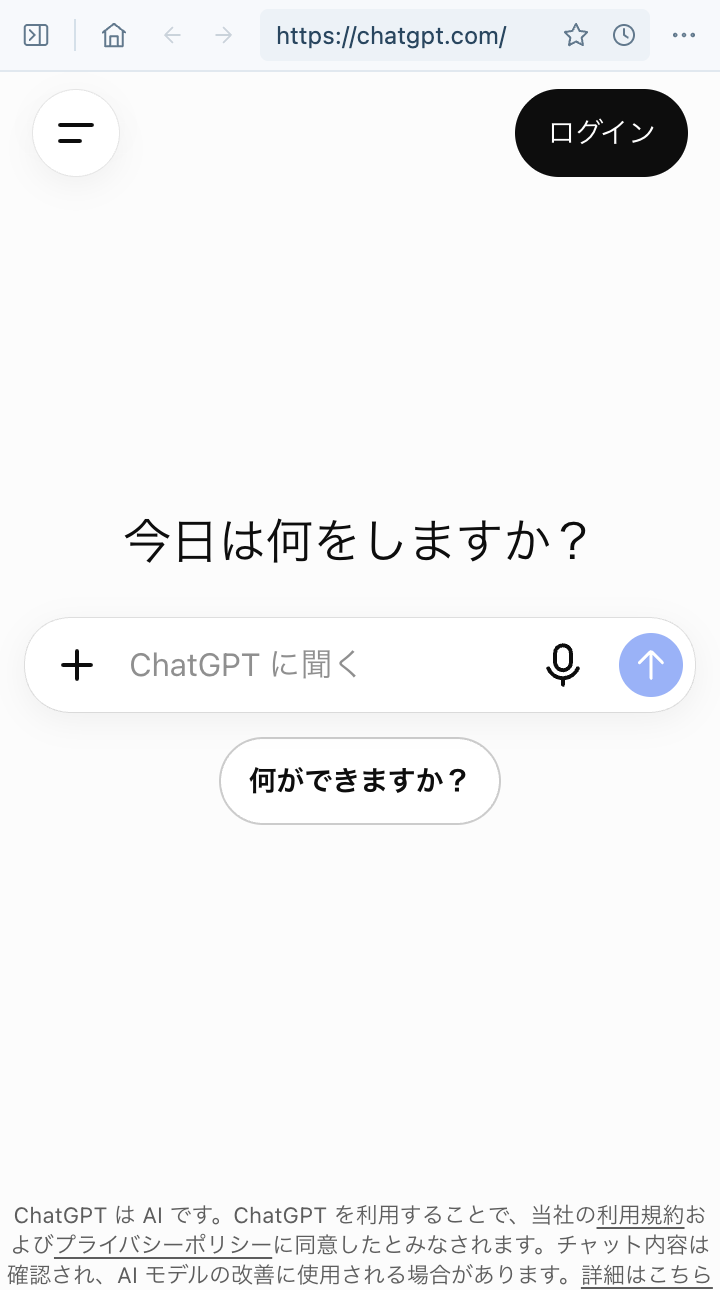 https://chatgpt.com/
ログイン
今日は何をしますか？
ChatGPT に聞く
何ができますか？
ChatGPT は AI です。ChatGPT を利用することで、当社の利用規約お
よびプライバシーポリシーに同意したとみなされます。チャット内容は
確認され、AI モデルの改善に使用される場合があります。詳細はこちら